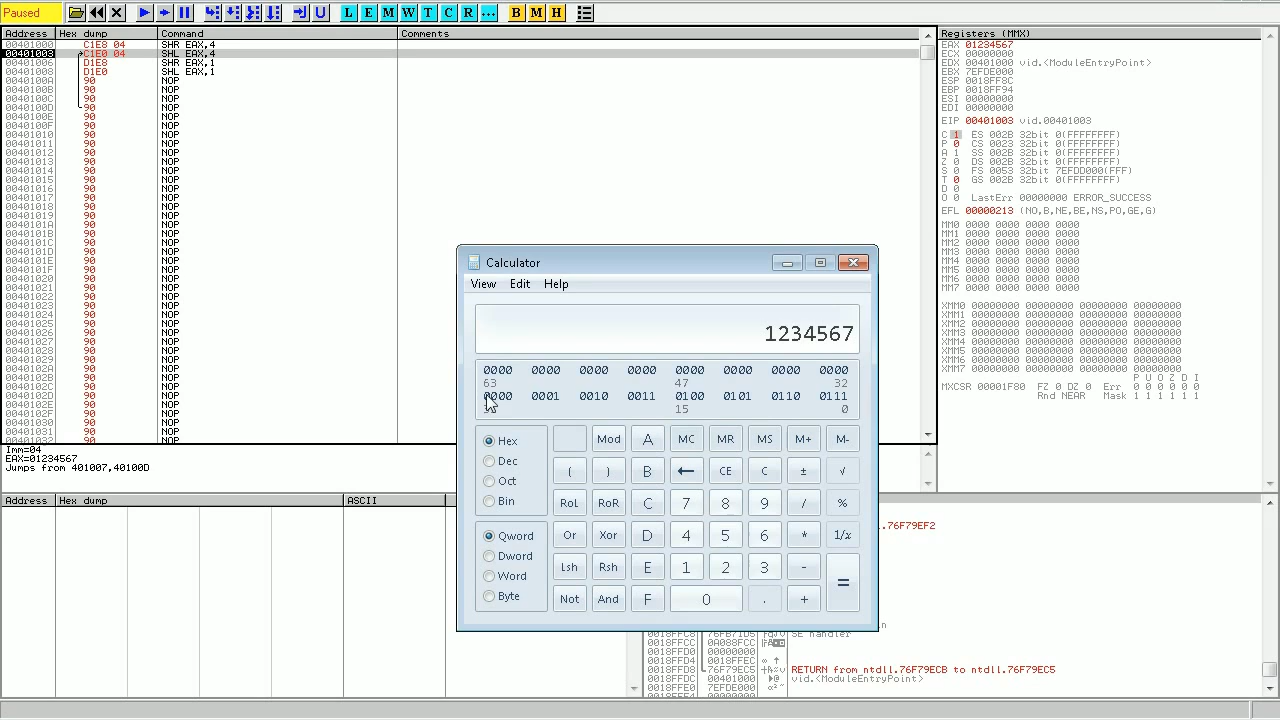 Paused
L E M W T C R ... B M H
Address Hex dump Command Comments
00401000 C1E8 04 SHR EAX,4
00401003 C1E0 04 SHL EAX,4
00401006 D1E8 SHR EAX,1
00401008 D1E0 SHL EAX,1
0040100A 90 NOP
0040100B 90 NOP
0040100C 90 NOP
0040100D 90 NOP
0040100E 90 NOP
0040100F 90 NOP
00401010 90 NOP
00401011 90 NOP
00401012 90 NOP
00401013 90 NOP
00401014 90 NOP
00401015 90 NOP
00401016 90 NOP
00401017 90 NOP
00401018 90 NOP
00401019 90 NOP
0040101A 90 NOP
0040101B 90 NOP
0040101C 90 NOP
0040101D 90 NOP
0040101E 90 NOP
0040101F 90 NOP
00401020 90 NOP
00401021 90 NOP
00401022 90 NOP
00401023 90 NOP
00401024 90 NOP
00401025 90 NOP
00401026 90 NOP
00401027 90 NOP
00401028 90 NOP
00401029 90 NOP
0040102A 90 NOP
0040102B 90 NOP
0040102C 90 NOP
0040102D 90 NOP
0040102E 90 NOP
0040102F 90 NOP
00401030 90 NOP
00401031 90 NOP
00401032 90 NOP
Imm=04
EAX=01234567
Jumps from 401007,40100D
Registers (MMX)
EAX 01234567
ECX 00000000
EDX 00401000 vid.<ModuleEntryPoint>
EBX 7EFDE000
ESP 0018FF8C
EBP 0018FF94
ESI 00000000
EDI 00000000
EIP 00401003 vid.00401003
C 1 ES 002B 32bit 0(FFFFFFFF)
P 0 CS 0023 32bit 0(FFFFFFFF)
A 1 SS 002B 32bit 0(FFFFFFFF)
Z 0 DS 002B 32bit 0(FFFFFFFF)
S 0 FS 0053 32bit 7EFDD000(FFF)
T 0 GS 002B 32bit 0(FFFFFFFF)
D 0
O 0 LastErr 00000000 ERROR_SUCCESS
EFL 00000213 (NO,B,NE,BE,NS,PO,GE,G)
MM0 0000 0000 0000 0000
MM1 0000 0000 0000 0000
MM2 0000 0000 0000 0000
MM3 0000 0000 0000 0000
MM4 0000 0000 0000 0000
MM5 0000 0000 0000 0000
MM6 0000 0000 0000 0000
MM7 0000 0000 0000 0000
XMM0 00000000 00000000 00000000 00000000
XMM1 00000000 00000000 00000000 00000000
XMM2 00000000 00000000 00000000 00000000
XMM3 00000000 00000000 00000000 00000000
XMM4 00000000 00000000 00000000 00000000
XMM5 00000000 00000000 00000000 00000000
XMM6 00000000 00000000 00000000 00000000
XMM7 00000000 00000000 00000000 00000000
P U O Z D I
MXCSR 00001F80 FZ 0 DZ 0 Err 0 0 0 0 0 0
Rnd NEAR Mask 1 1 1 1 1 1
Calculator
View Edit Help
1234567
0000 0000 0000 0000 0000 0000 0000 0000
63 47 32
0000 0001 0010 0011 0100 0101 0110 0111
15 0
Hex Mod A MC MR MS M+ M-
Dec ( ) B ← CE C ± √
Oct
Bin RoL RoR C 7 8 9 / %
Qword Or Xor D 4 5 6 * 1/x
Dword Lsh Rsh E 1 2 3 - =
Word
Byte Not And F 0 . +
Address Hex dump ASCII
.76F79EF2
SE handler
0018FFC8 76FB71D5
0018FFCC 0A088FCC
0018FFD0 00000000
0018FFD4 0018FFEC
0018FFD8 76F79EC5 RETURN from ntdll.76F79ECB to ntdll.76F79EC5
00401000 vid.<ModuleEntryPoint>
0018FFE0 7EFDE000